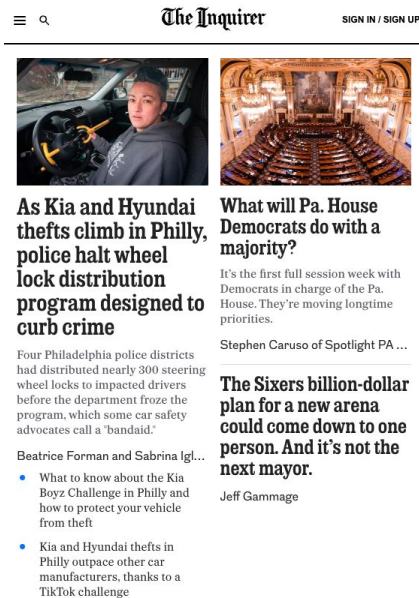 The Inquirer
SIGN IN / SIGN UP
As Kia and Hyundai
thefts climb in Philly,
police halt wheel
lock distribution
program designed to
curb crime
Four Philadelphia police districts
had distributed nearly 300 steering
wheel locks to impacted drivers
before the department froze the
program, which some car safety
advocates call a "bandaid."
Beatrice Forman and Sabrina Igl...
What to know about the Kia
Boyz Challenge in Philly and
how to protect your vehicle
from theft
Kia and Hyundai thefts in
Philly outpace other car
manufacturers, thanks to a
TikTok challenge
What will Pa. House
Democrats do with a
majority?
It's the first full session week with
Democrats in charge of the Pa.
House. They're moving longtime
priorities.
Stephen Caruso of Spotlight PA ...
The Sixers billion-dollar
plan for a new arena
could come down to one
person. And it's not the
next mayor.
Jeff Gammage